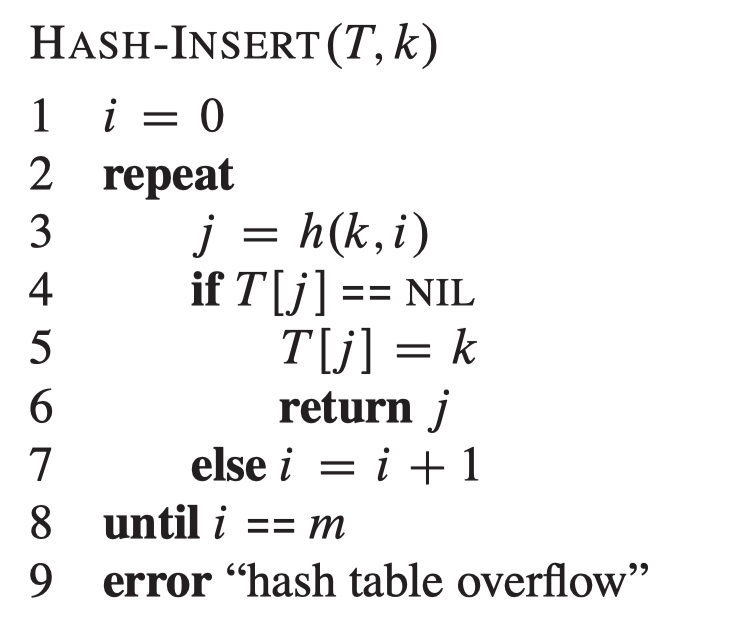 HASH-INSERT(T, k)
1 i = 0
2 repeat
3 j = h(k, i)
4 if T[j] == NIL
5 T[j] = k
6 return j
7 else i = i + 1
8 until i == m
9 error “hash table overflow”